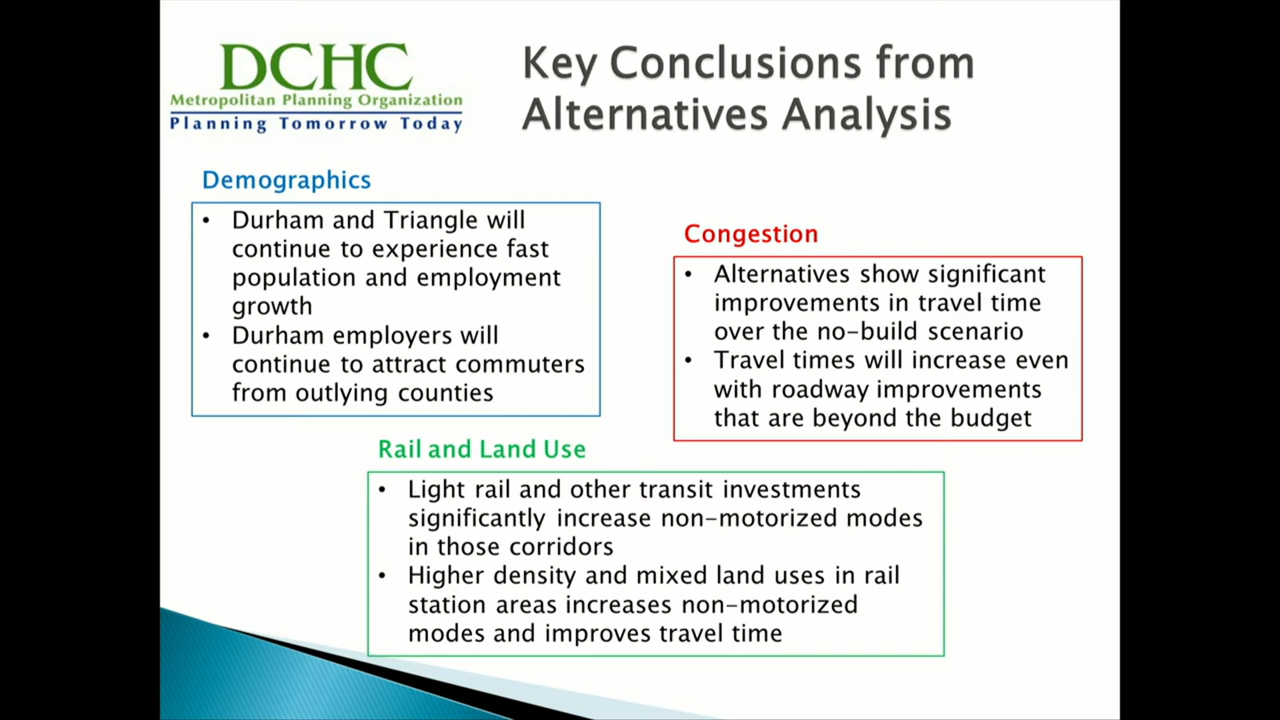 DCHC
Metropolitan Planning Organization
Planning Tomorrow Today
Key Conclusions from
Alternatives Analysis
Demographics
• Durham and Triangle will
continue to experience fast
population and employment
growth
• Durham employers will
continue to attract commuters
from outlying counties
Congestion
• Alternatives show significant
improvements in travel time
over the no-build scenario
• Travel times will increase even
with roadway improvements
that are beyond the budget
Rail and Land Use
• Light rail and other transit investments
significantly increase non-motorized modes
in those corridors
• Higher density and mixed land uses in rail
station areas increases non-motorized
modes and improves travel time